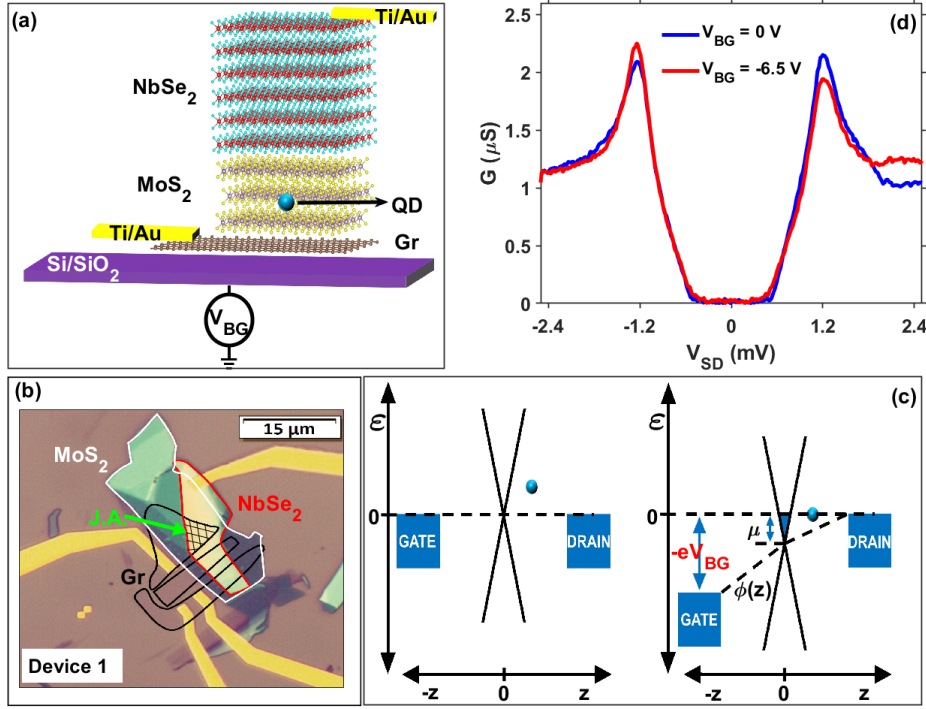 (a)
Ti/Au
NbSe2
MoS2
QD
Ti/Au
Gr
Si/SiO2
VBG
(d)
2.5
2
1.5
1
0.5
0
G (μS)
VBG = 0 V
VBG = -6.5 V
-2.4 -1.2 0 1.2 2.4
VSD (mV)
(b)
15 μm
MoS2
NbSe2
J.A.
Gr
Device 1
(c)
ω
0
GATE
DRAIN
-z 0 z
ω
0
μ
-eVBG
DRAIN
ϕ(z)
GATE
-z 0 z